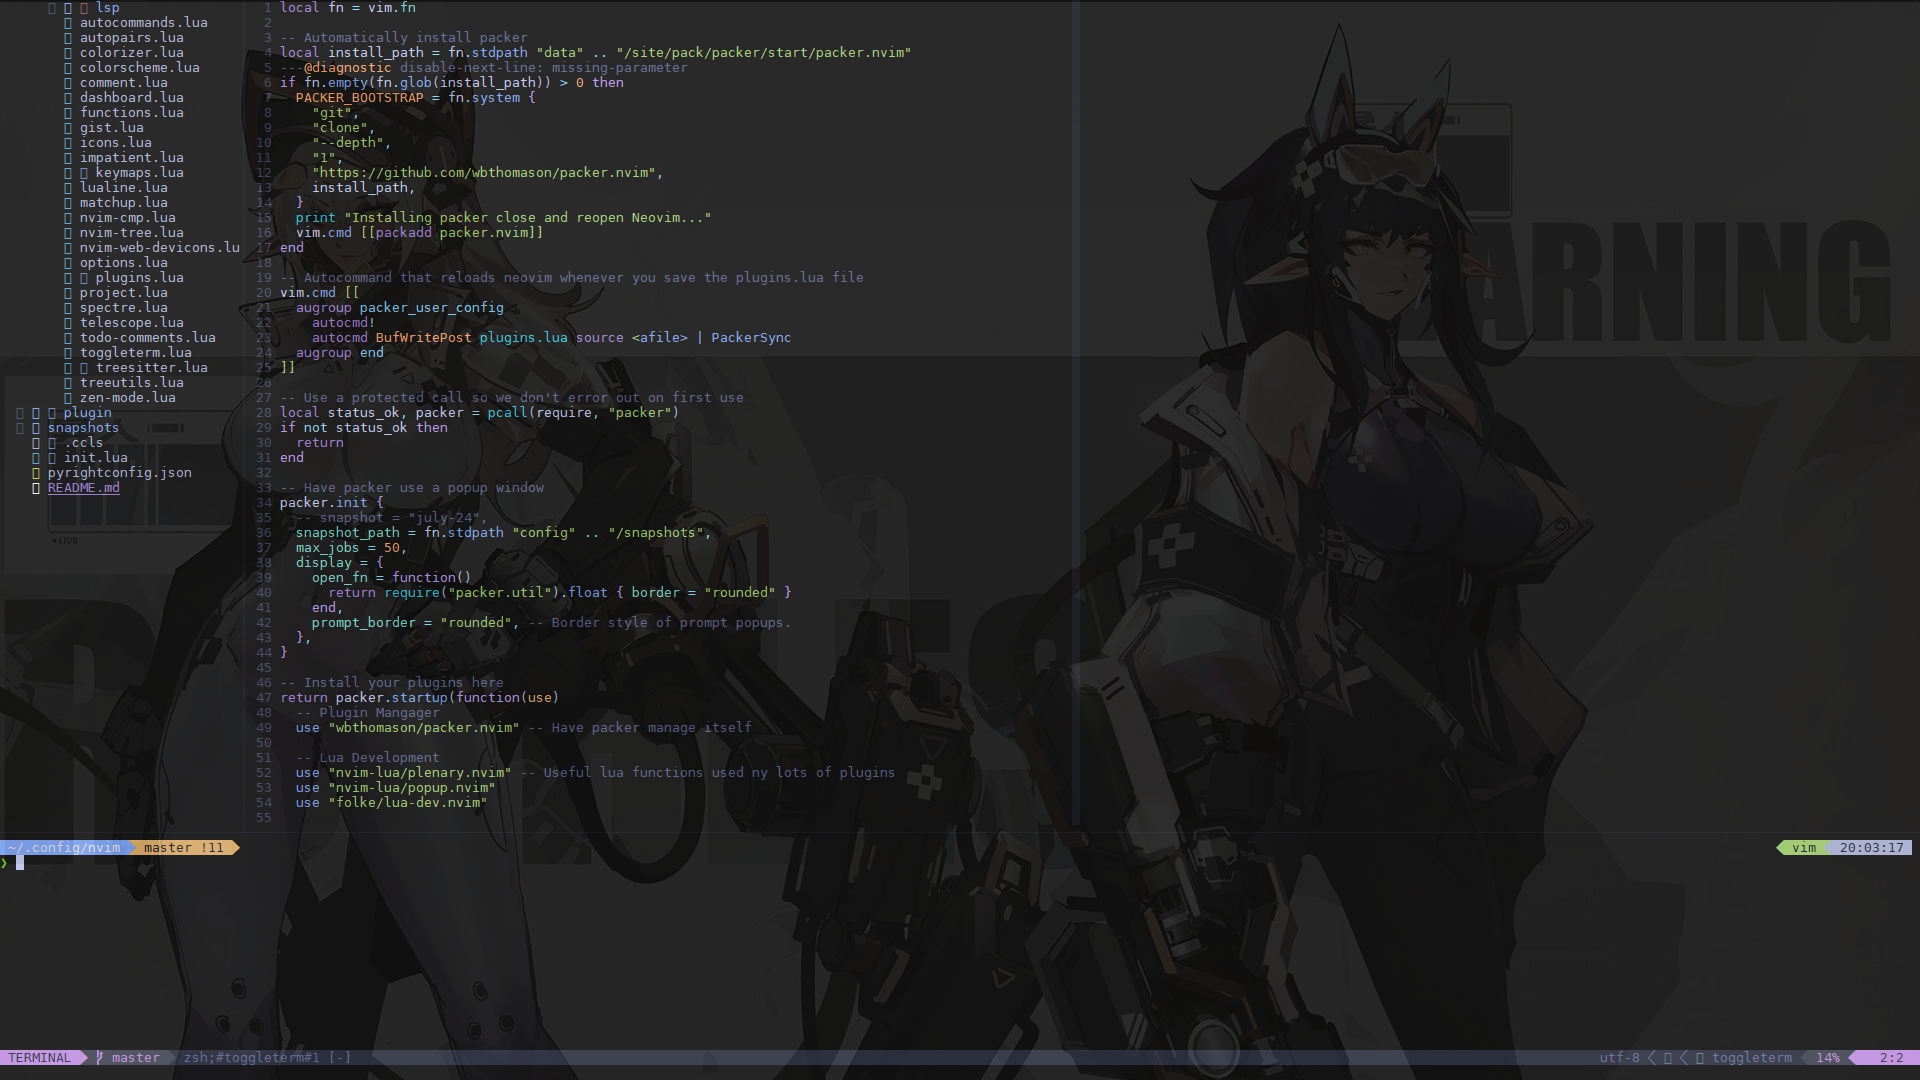 lsp
autocommands.lua
autopairs.lua
colorizer.lua
colorscheme.lua
comment.lua
dashboard.lua
functions.lua
gist.lua
icons.lua
impatient.lua
keymaps.lua
lualine.lua
matchup.lua
nvim-cmp.lua
nvim-tree.lua
nvim-web-devicons.lu
options.lua
plugins.lua
project.lua
spectre.lua
telescope.lua
todo-comments.lua
toggleterm.lua
treesitter.lua
treeutils.lua
zen-mode.lua
plugin
snapshots
.ccls
init.lua
pyrightconfig.json
README.md
1 local fn = vim.fn
2
3 -- Automatically install packer
4 local install_path = fn.stdpath "data" .. "/site/pack/packer/start/packer.nvim"
5 ---@diagnostic disable-next-line: missing-parameter
6 if fn.empty(fn.glob(install_path)) > 0 then
7   PACKER_BOOTSTRAP = fn.system {
8     "git",
9     "clone",
10     "--depth",
11     "1",
12     "https://github.com/wbthomason/packer.nvim",
13     install_path,
14   }
15   print "Installing packer close and reopen Neovim..."
16   vim.cmd [[packadd packer.nvim]]
17 end
18
19 -- Autocommand that reloads neovim whenever you save the plugins.lua file
20 vim.cmd [[
21   augroup packer_user_config
22     autocmd!
23     autocmd BufWritePost plugins.lua source <afile> | PackerSync
24   augroup end
25 ]]
26
27 -- Use a protected call so we don't error out on first use
28 local status_ok, packer = pcall(require, "packer")
29 if not status_ok then
30   return
31 end
32
33 -- Have packer use a popup window
34 packer.init {
35   -- snapshot = "july-24",
36   snapshot_path = fn.stdpath "config" .. "/snapshots",
37   max_jobs = 50,
38   display = {
39     open_fn = function()
40       return require("packer.util").float { border = "rounded" }
41     end,
42     prompt_border = "rounded", -- Border style of prompt popups.
43   },
44 }
45
46 -- Install your plugins here
47 return packer.startup(function(use)
48   -- Plugin Mangager
49   use "wbthomason/packer.nvim" -- Have packer manage itself
50
51   -- Lua Development
52   use "nvim-lua/plenary.nvim" -- Useful lua functions used ny lots of plugins
53   use "nvim-lua/popup.nvim"
54   use "folke/lua-dev.nvim"
55
ARNING
LIVE
~/.config/nvim master !11 vim 20:03:17
❯
TERMINAL master zsh;#toggleterm#1 [-] utf-8 toggleterm 14% 2:2